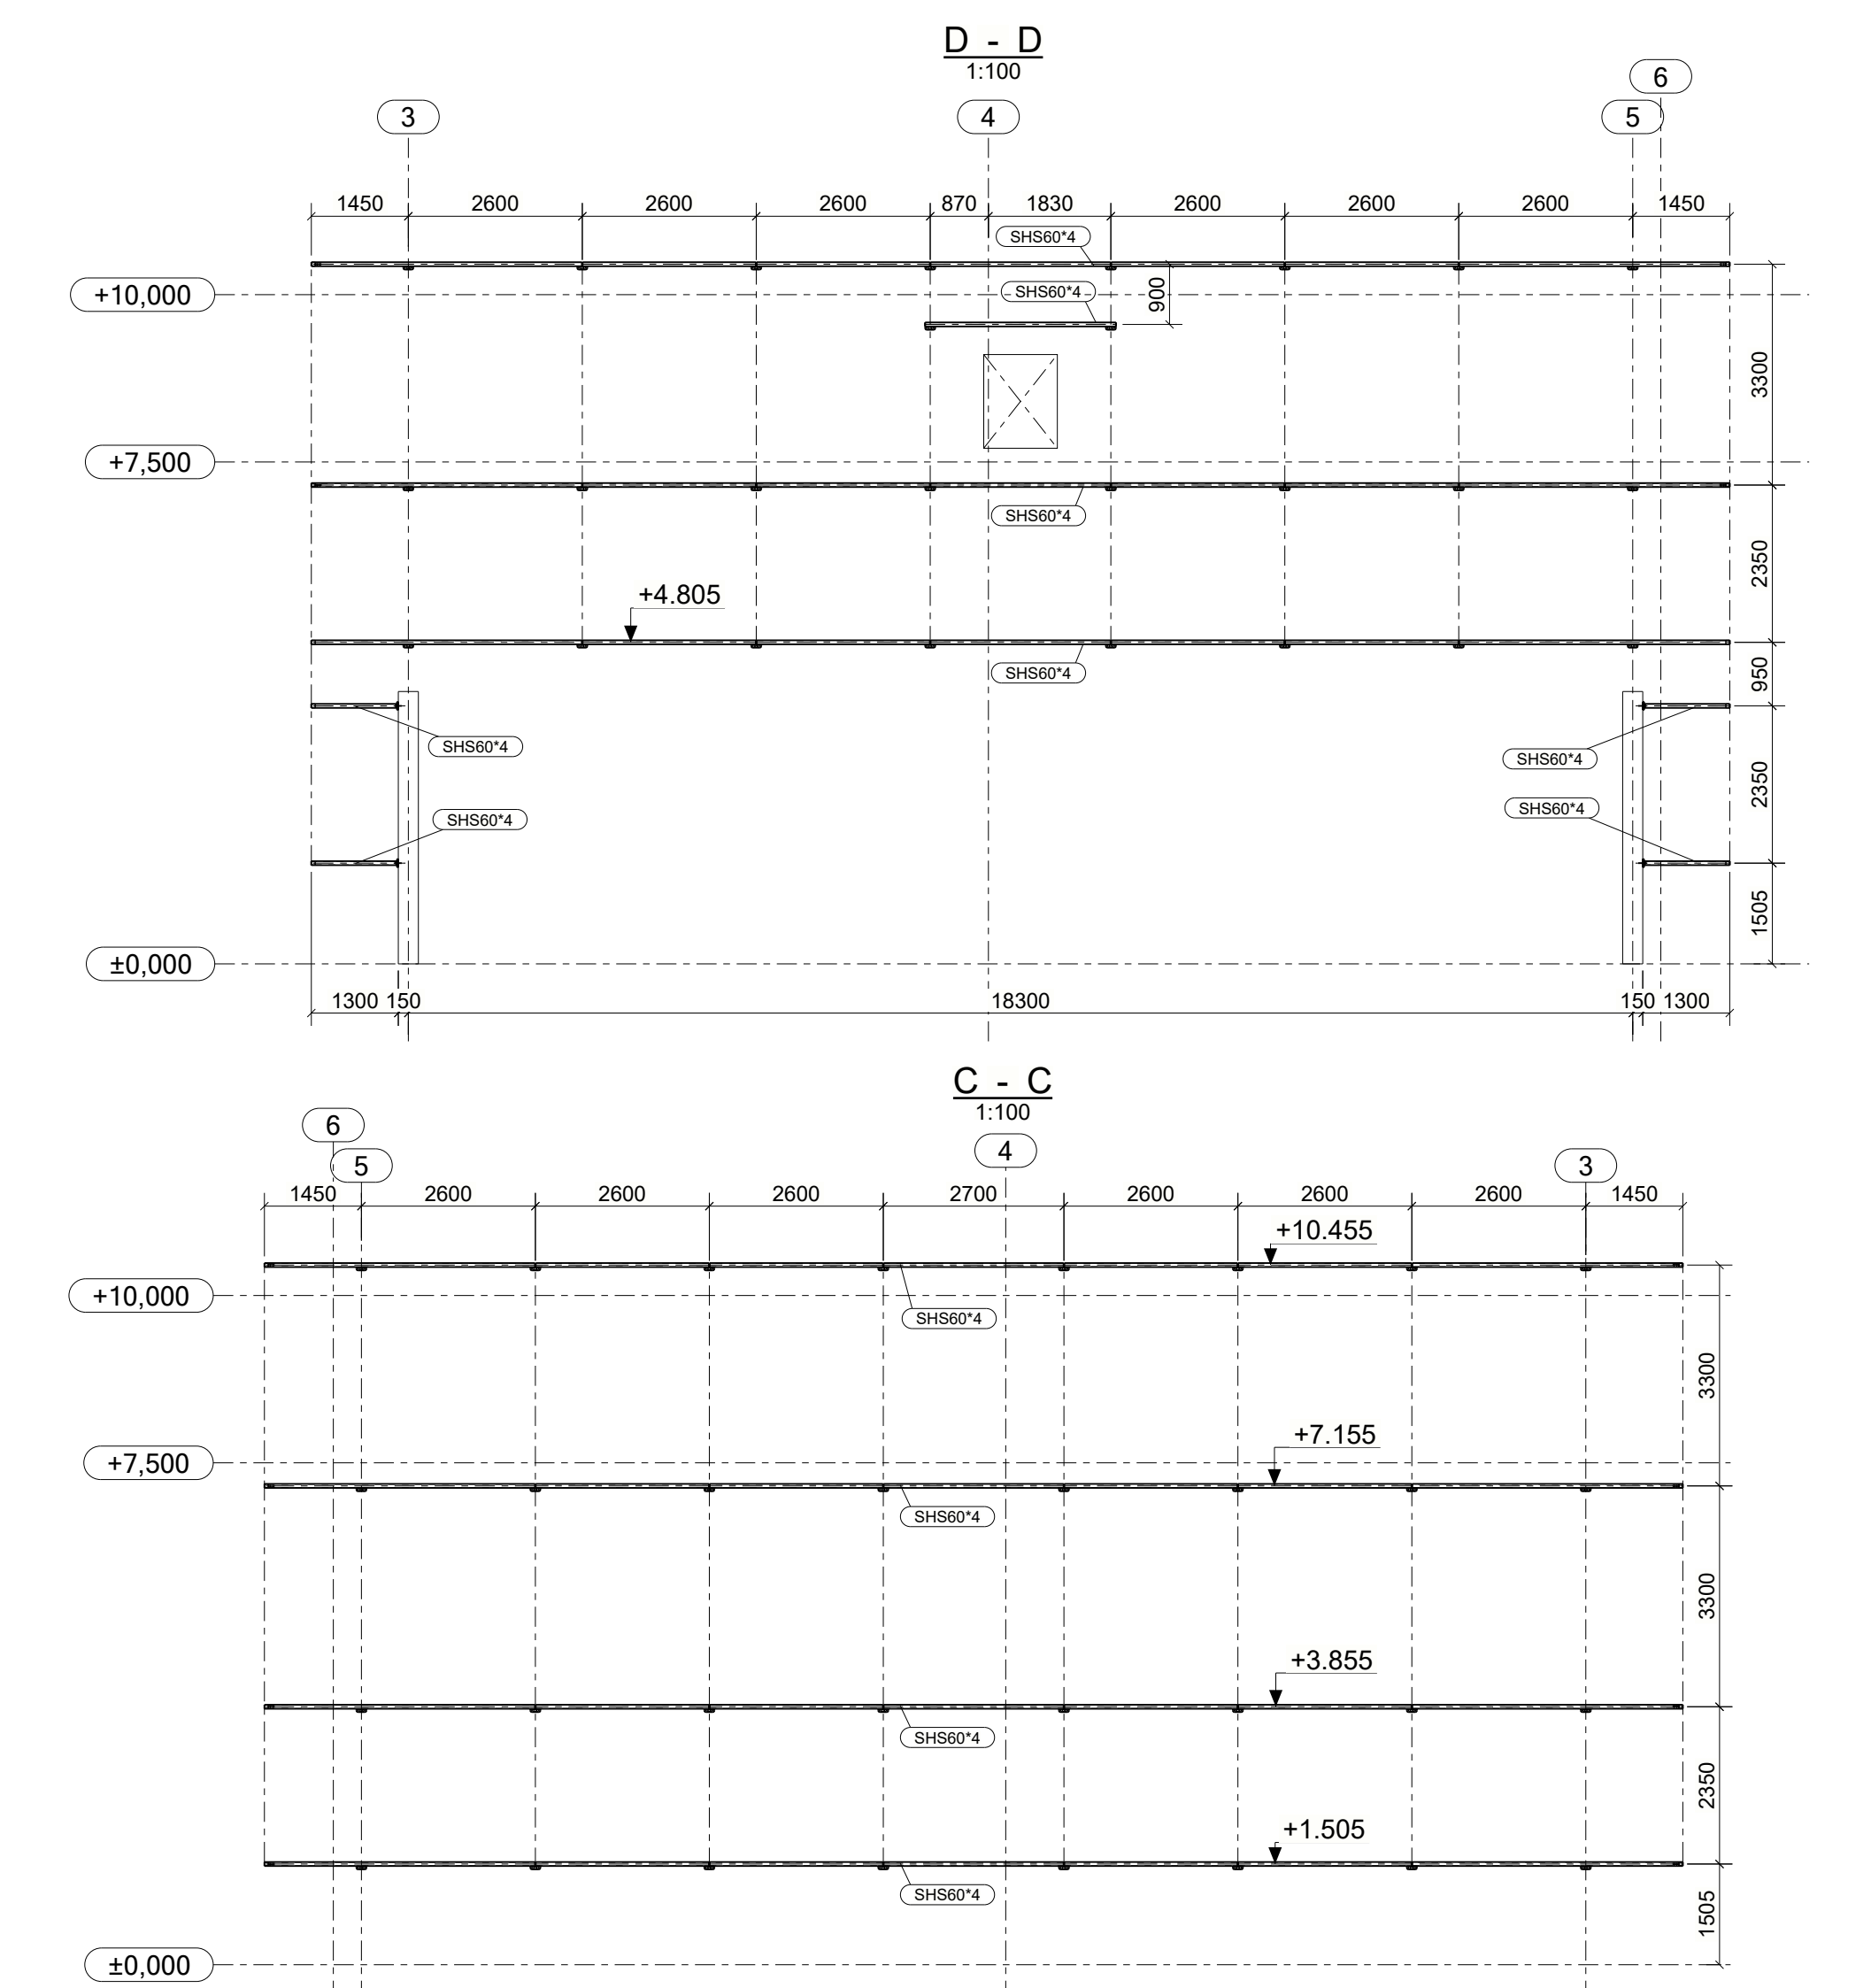 D - D
1:100
6
3
4
5
1450 2600 2600 2600 870 1830 2600 2600 2600 1450
SHS60*4
+10,000
SHS60*4
900
3300
+7,500
SHS60*4
2350
+4.805
SHS60*4
950
SHS60*4
SHS60*4
2350
SHS60*4
SHS60*4
1505
±0,000
1300 150 18300 150 1300
C - C
1:100
6
4
5
3
1450 2600 2600 2600 2700 2600 2600 2600 1450
+10.455
+10,000
SHS60*4
3300
+7.155
+7,500
SHS60*4
3300
+3.855
SHS60*4
2350
+1.505
SHS60*4
1505
±0,000